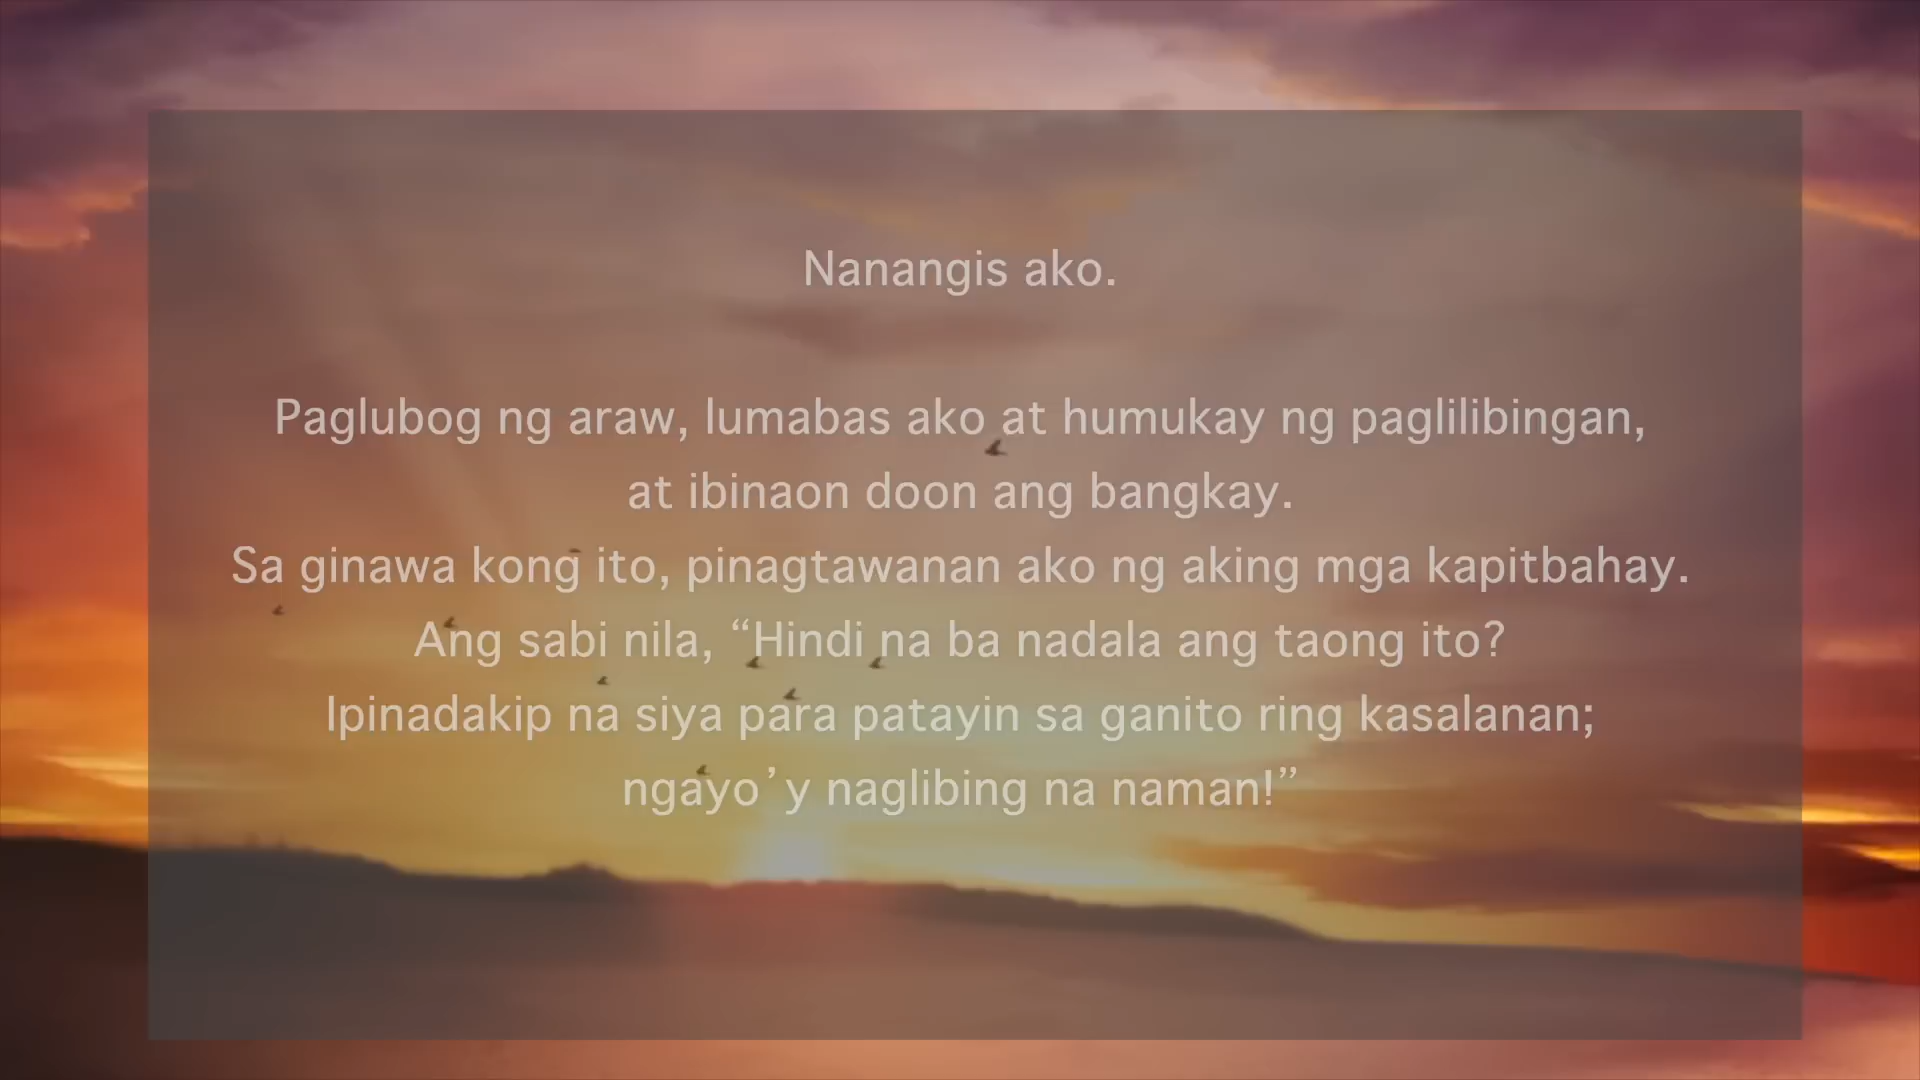 Nanangis ako.
Paglubog ng araw, lumabas ako at humukay ng paglilibingan,
at ibinaon doon ang bangkay.
Sa ginawa kong ito, pinagtawanan ako ng aking mga kapitbahay.
Ang sabi nila, “Hindi na ba nadala ang taong ito?
Ipinadakip na siya para patayin sa ganito ring kasalanan;
ngayo’y naglibing na naman!”